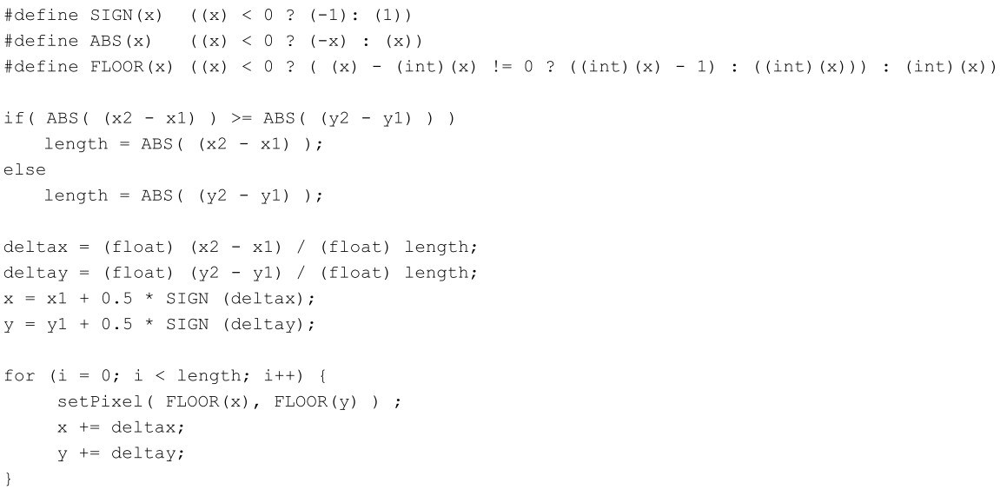 #define SIGN(x)  ((x) < 0 ? (-1): (1))
#define ABS(x)   ((x) < 0 ? (-x) : (x))
#define FLOOR(x) ((x) < 0 ? ( (x) - (int)(x) != 0 ? ((int)(x) - 1) : ((int)(x))) : (int)(x))

if( ABS( (x2 - x1) ) >= ABS( (y2 - y1) ) )
   length = ABS( (x2 - x1) );
else
   length = ABS( (y2 - y1) );

deltax = (float) (x2 - x1) / (float) length;
deltay = (float) (y2 - y1) / (float) length;
x = x1 + 0.5 * SIGN (deltax);
y = y1 + 0.5 * SIGN (deltay);

for (i = 0; i < length; i++) {
    setPixel( FLOOR(x), FLOOR(y) ) ;
    x += deltax;
    y += deltay;
}